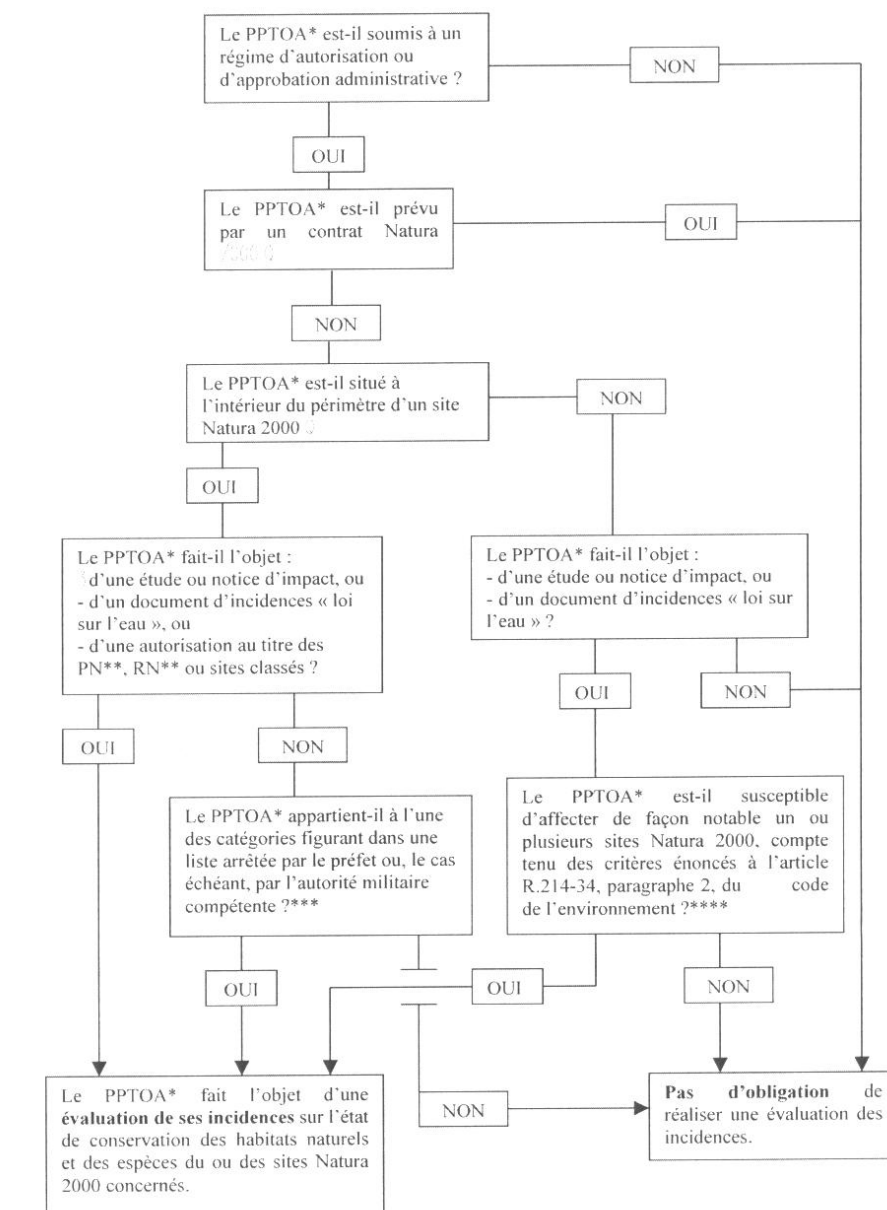 Le PPTOA* est-il soumis à un
régime d'autorisation ou
d'approbation administrative ?
NON
OUI
Le PPTOA* est-il prévu
par un contrat Natura
OUI
NON
Le PPTOA* est-il situé à
l'intérieur du périmètre d'un site
Natura 2000
NON
OUI
Le PPTOA* fait-il l'objet :
d'une étude ou notice d'impact, ou
- d'un document d'incidences « loi
sur l'eau », ou
- d'une autorisation au titre des
PN**, RN** ou sites classés ?
Le PPTOA* fait-il l'objet :
- d'une étude ou notice d'impact, ou
- d'un document d'incidences « loi sur
l'eau » ?
OUI
NON
OUI
NON
Le PPTOA* appartient-il à l'une
des catégories figurant dans une
liste arrêtée par le préfet ou, le cas
échéant, par l'autorité militaire
compétente ?***
Le PPTOA* est-il susceptible
d'affecter de façon notable un ou
plusieurs sites Natura 2000, compte
tenu des critères énoncés à l'article
R.214-34, paragraphe 2, du code
de l'environnement ?****
OUI
OUI
NON
Le PPTOA* fait l'objet d'une
évaluation de ses incidences sur l'état
de conservation des habitats naturels
et des espèces du ou des sites Natura
2000 concernés.
NON
Pas d'obligation de
réaliser une évaluation des
incidences.